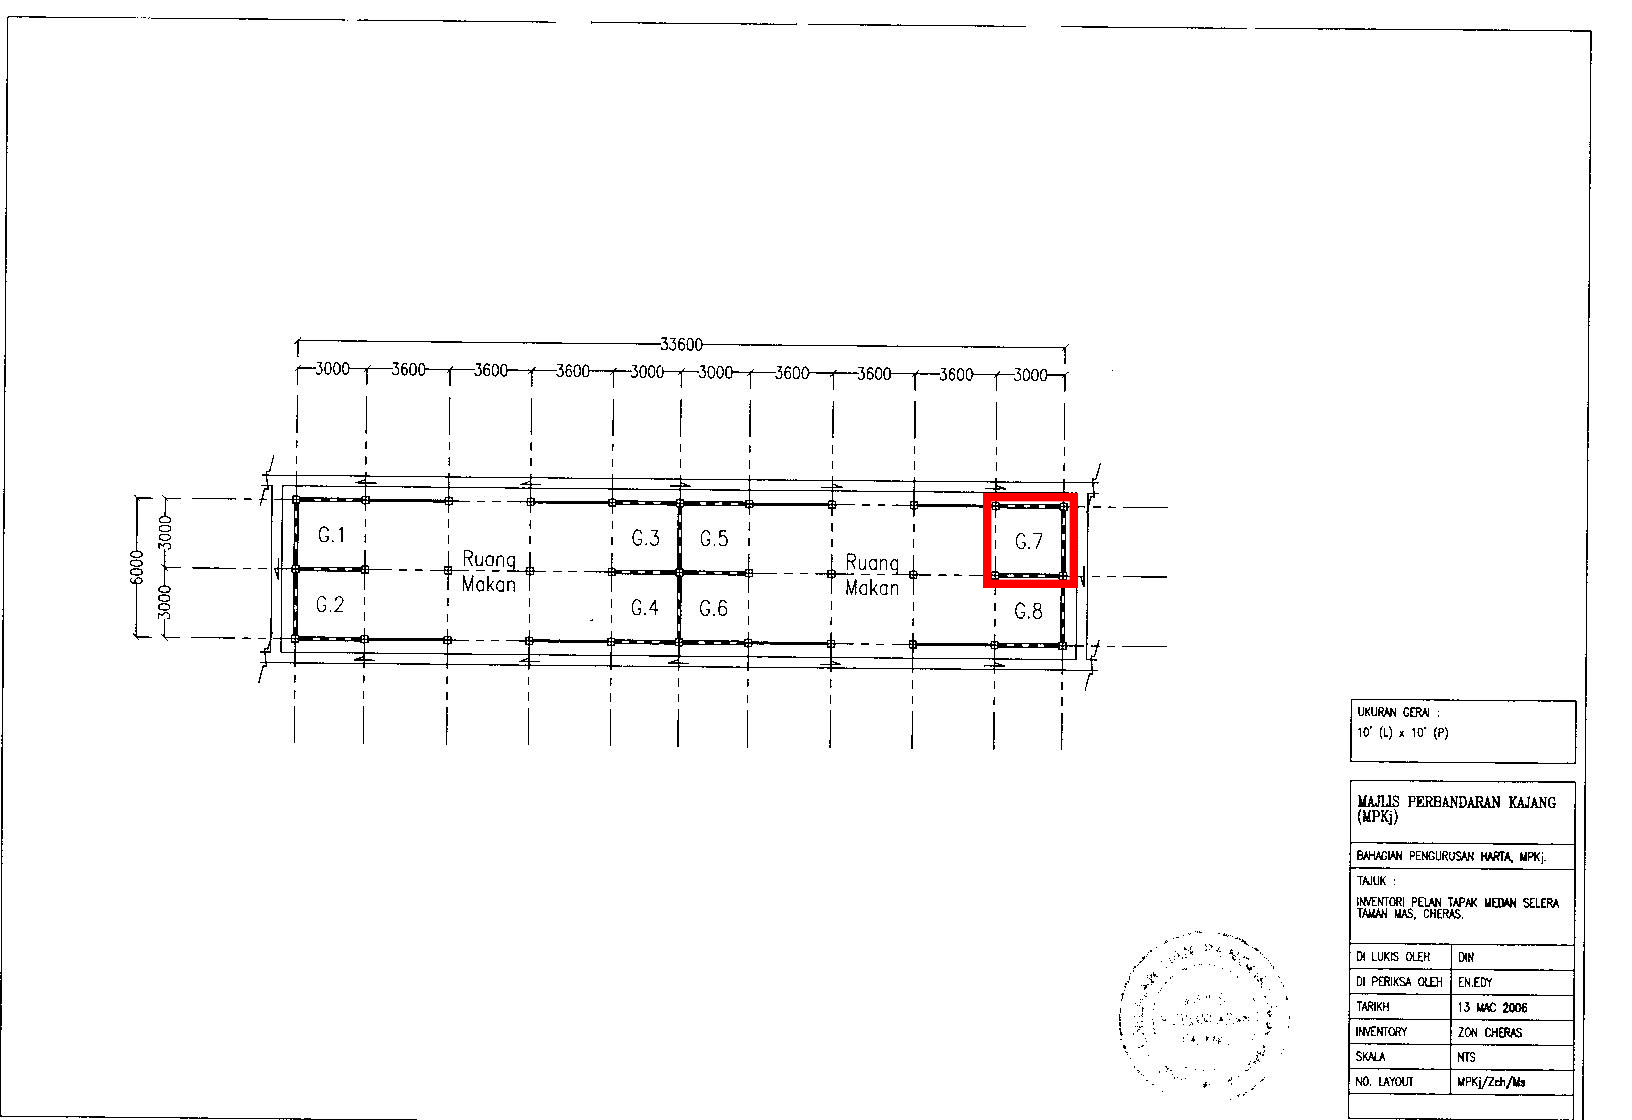 33600
3000 3600 3600 3600 3000 3000 3600 3600 3600 3000
6000
3000
3000
G.1
G.2
Ruang
Makan
G.3
G.4
G.5
G.6
Ruang
Makan
G.7
G.8
UKURAN GERAI :
10' (L) x 10' (P)
MAJLIS PERBANDARAN KAJANG
(MPKj)
BAHAGIAN PENGURUSAN HARTA, MPKj.
TAJUK :
INVENTORI PELAN TAPAK MEDAN SELERA
TAMAN MAS, CHERAS.
DI LUKIS OLEH DIN
DI PERIKSA OLEH EN.EDY
TARIKH 13 MAC 2006
INVENTORY ZON CHERAS
SKALA NTS
NO. LAYOUT MPKj/Zch/Ms